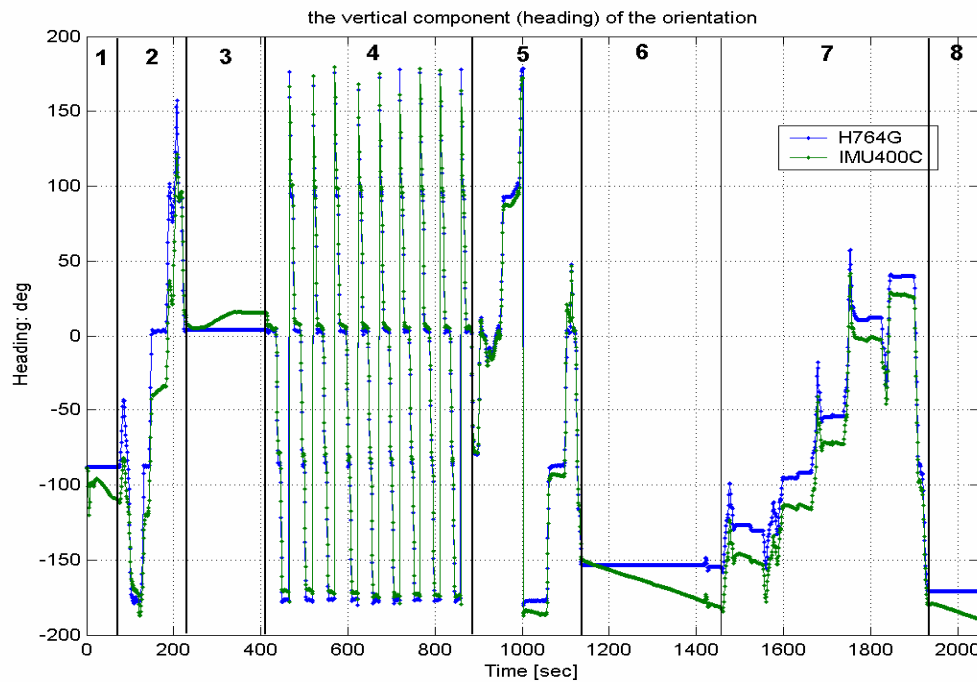 the vertical component (heading) of the orientation
200
150
100
50
0
-50
-100
-150
-200
Heading: deg
1 2 3 4 5 6 7 8
H764G
IMU400C
0 200 400 600 800 1000 1200 1400 1600 1800 2000
Time [sec]